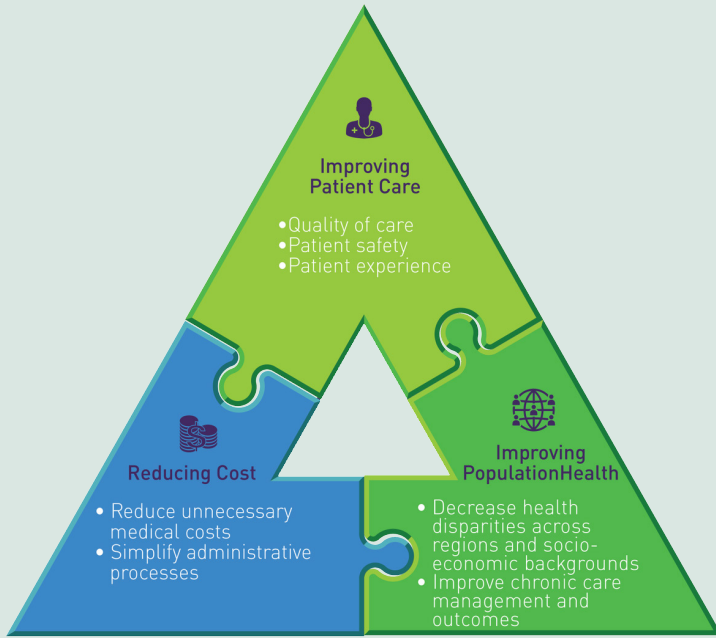 Improving
Patient Care
•Quality of care
•Patient safety
•Patient experience
Reducing Cost
• Reduce unnecessary
medical costs
• Simplify administrative
processes
Improving
PopulationHealth
• Decrease health
disparities across
regions and socio-
economic backgrounds
• Improve chronic care
management and
outcomes